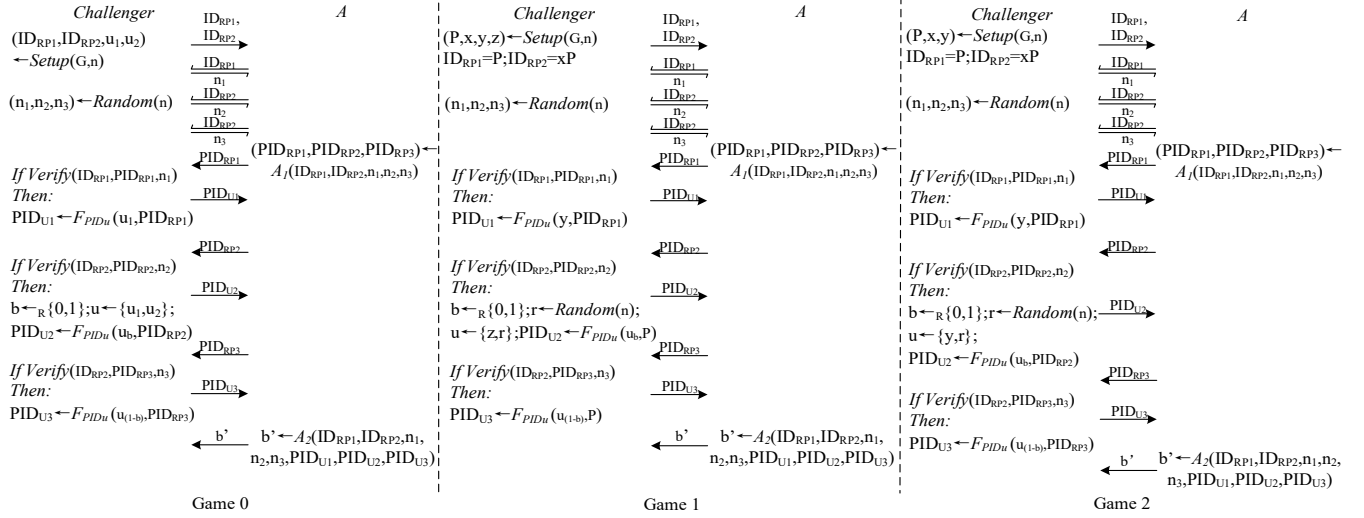 Challenger
A
(ID_RP1,ID_RP2,u_1,u_2)
←Setup(G,n)
ID_RP1,
ID_RP2
ID_RP1
n_1
(n_1,n_2,n_3)←Random(n)
ID_RP2
n_2
ID_RP2
n_3
(PID_RP1,PID_RP2,PID_RP3)←
A_1(ID_RP1,ID_RP2,n_1,n_2,n_3)
PID_RP1
If Verify(ID_RP1,PID_RP1,n_1)
Then:
PID_U1
PID_U1←F_PIDu(u_1,PID_RP1)
PID_RP2
If Verify(ID_RP2,PID_RP2,n_2)
Then:
PID_U2
b←_R{0,1};u←{u_1,u_2};
PID_U2←F_PIDu(u_b,PID_RP2)
PID_RP3
If Verify(ID_RP2,PID_RP3,n_3)
Then:
PID_U3
PID_U3←F_PIDu(u_(1-b),PID_RP3)
b’
b’←A_2(ID_RP1,ID_RP2,n_1,
n_2,n_3,PID_U1,PID_U2,PID_U3)
Game 0
Challenger
A
(P,x,y,z)←Setup(G,n)
ID_RP1=P;ID_RP2=xP
ID_RP1,
ID_RP2
ID_RP1
n_1
(n_1,n_2,n_3)←Random(n)
ID_RP2
n_2
ID_RP2
n_3
(PID_RP1,PID_RP2,PID_RP3)←
A_1(ID_RP1,ID_RP2,n_1,n_2,n_3)
PID_RP1
If Verify(ID_RP1,PID_RP1,n_1)
Then:
PID_U1
PID_U1←F_PIDu(y,PID_RP1)
PID_RP2
If Verify(ID_RP2,PID_RP2,n_2)
Then:
PID_U2
b←_R{0,1};r←Random(n);
u←{z,r};PID_U2←F_PIDu(u_b,P)
PID_RP3
If Verify(ID_RP2,PID_RP3,n_3)
Then:
PID_U3
PID_U3←F_PIDu(u_(1-b),P)
b’
b’←A_2(ID_RP1,ID_RP2,n_1,
n_2,n_3,PID_U1,PID_U2,PID_U3)
Game 1
Challenger
A
(P,x,y)←Setup(G,n)
ID_RP1=P;ID_RP2=xP
ID_RP1,
ID_RP2
ID_RP1
n_1
(n_1,n_2,n_3)←Random(n)
ID_RP2
n_2
ID_RP2
n_3
(PID_RP1,PID_RP2,PID_RP3)←
A_1(ID_RP1,ID_RP2,n_1,n_2,n_3)
PID_RP1
If Verify(ID_RP1,PID_RP1,n_1)
Then:
PID_U1
PID_U1←F_PIDu(y,PID_RP1)
PID_RP2
If Verify(ID_RP2,PID_RP2,n_2)
Then:
b←_R{0,1};r←Random(n);
PID_U2
u←{y,r};
PID_U2←F_PIDu(u_b,PID_RP2)
PID_RP3
If Verify(ID_RP2,PID_RP3,n_3)
Then:
PID_U3
PID_U3←F_PIDu(u_(1-b),PID_RP3)
b’
b’←A_2(ID_RP1,ID_RP2,n_1,n_2,
n_3,PID_U1,PID_U2,PID_U3)
Game 2